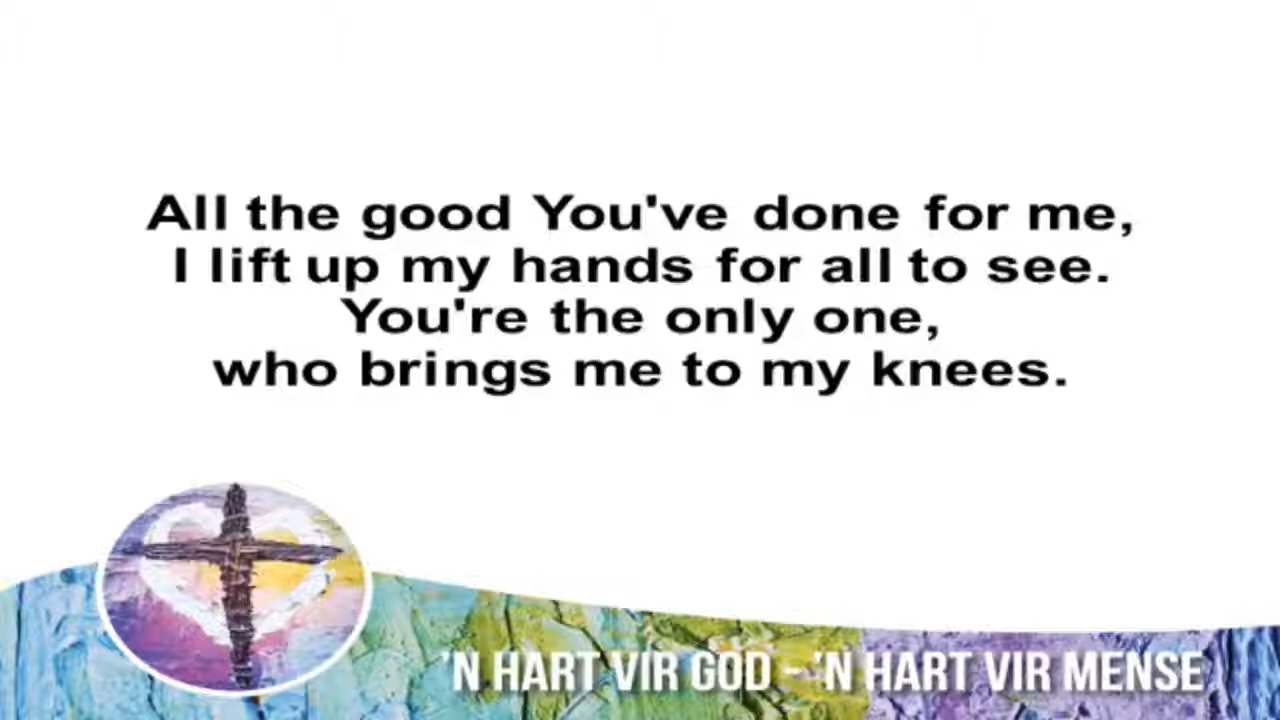 All the good You've done for me,
I lift up my hands for all to see.
You're the only one,
who brings me to my knees.
'N HART VIR GOD - 'N HART VIR MENSE